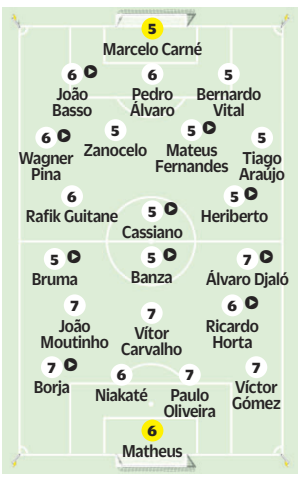 5
Marcelo Carné
6 6 5
João Pedro Bernardo
Basso Álvaro Vital
6 5 5 5
Wagner Zanocelo Mateus Tiago
Pina Fernandes Araújo
6 5 5
Rafik Guitane Cassiano Heriberto
5 5 7
Bruma Banza Álvaro Djaló
7 7 6
João Vítor Ricardo
Moutinho Carvalho Horta
7 6 7 7
Borja Niakaté Paulo Víctor
Oliveira Gómez
6
Matheus